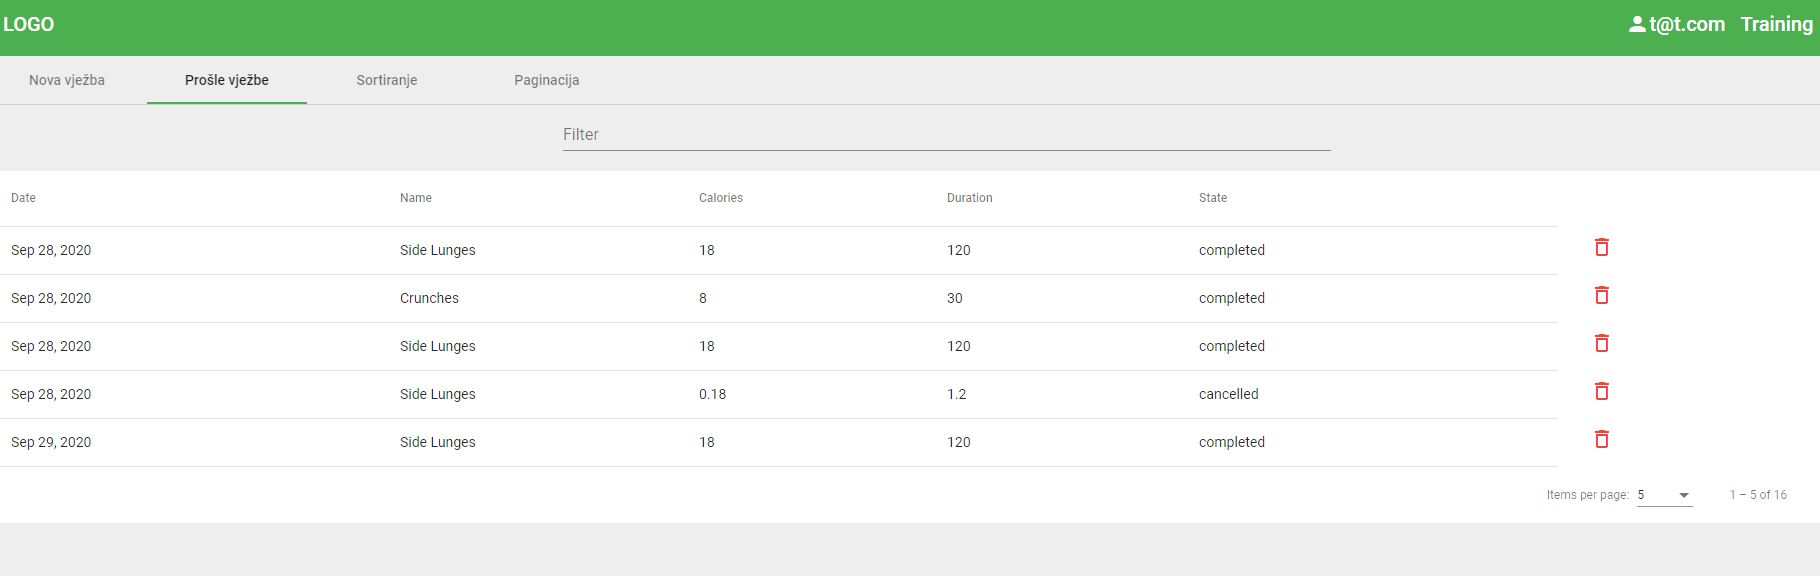 LOGO t@t.com Training
Nova vježba Prošle vježbe Sortiranje Paginacija
Filter
Date Name Calories Duration State
Sep 28, 2020 Side Lunges 18 120 completed
Sep 28, 2020 Crunches 8 30 completed
Sep 28, 2020 Side Lunges 18 120 completed
Sep 28, 2020 Side Lunges 0.18 1.2 cancelled
Sep 29, 2020 Side Lunges 18 120 completed
Items per page: 5 1 – 5 of 16